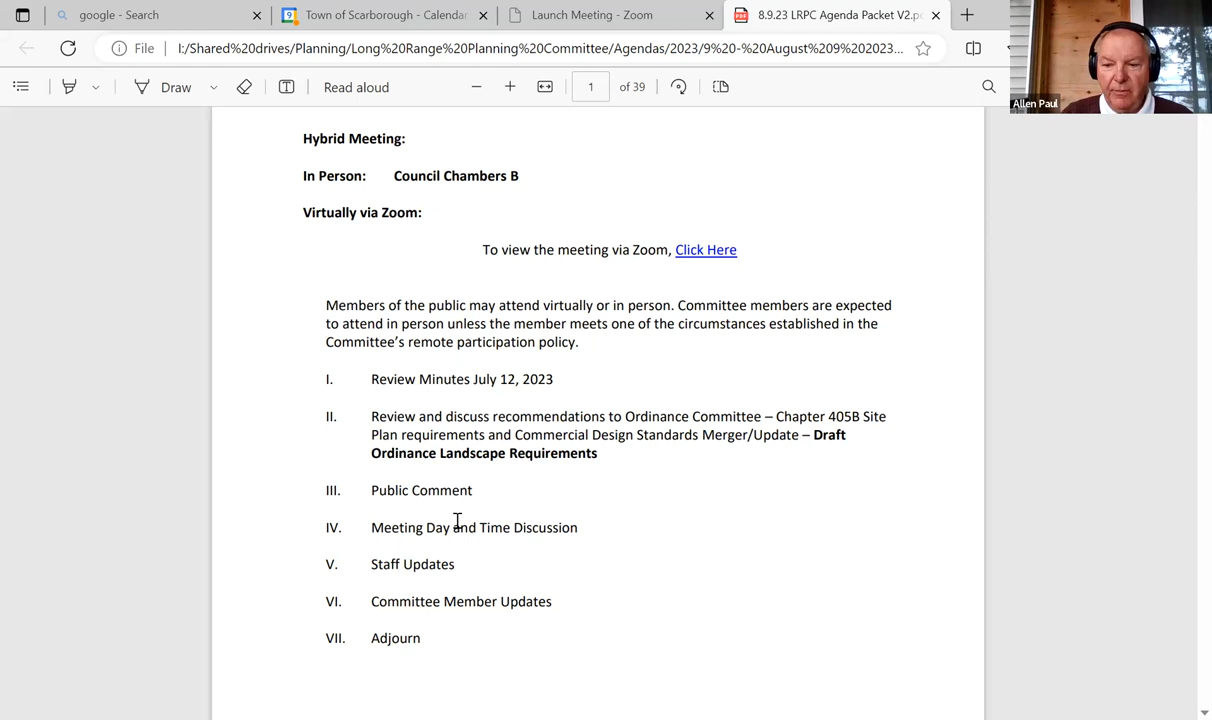 google - Search
Town of Scarborough - Calendar
Launch Meeting - Zoom
8.9.23 LRPC Agenda Packet V2.p
File I:/Shared%20drives/Planning/Long%20Range%20Planning%20Committee/Agendas/2023/9%20-%20August%209%202023...
Draw
Read aloud
1 of 39
Allen Paul
Hybrid Meeting:
In Person: Council Chambers B
Virtually via Zoom:
To view the meeting via Zoom, Click Here
Members of the public may attend virtually or in person. Committee members are expected
to attend in person unless the member meets one of the circumstances established in the
Committee's remote participation policy.
I. Review Minutes July 12, 2023
II. Review and discuss recommendations to Ordinance Committee – Chapter 405B Site
Plan requirements and Commercial Design Standards Merger/Update – Draft
Ordinance Landscape Requirements
III. Public Comment
IV. Meeting Day and Time Discussion
V. Staff Updates
VI. Committee Member Updates
VII. Adjourn